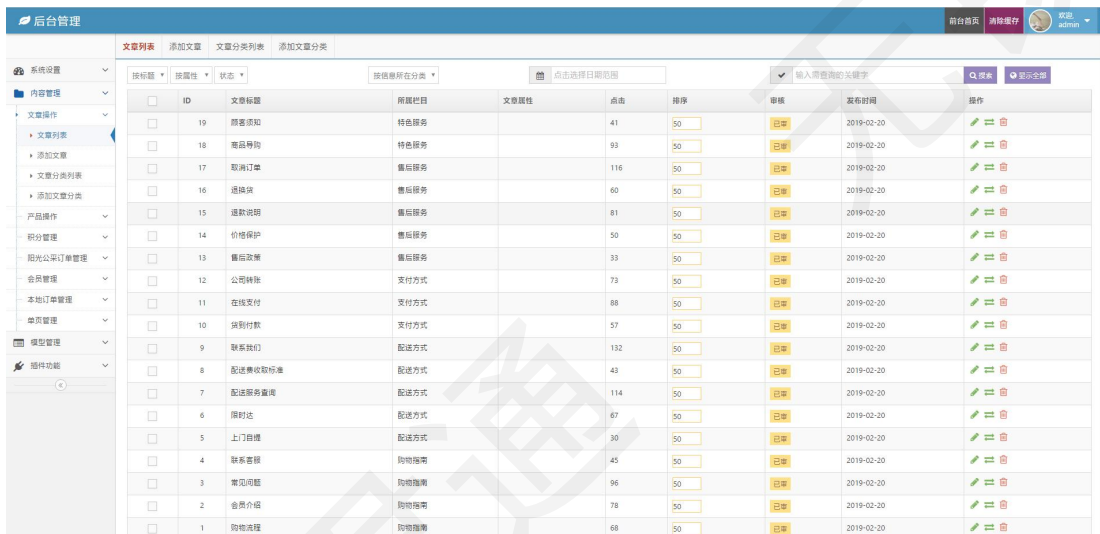 后台管理
前台首页 清除缓存 欢迎, admin
文章列表 添加文章 文章分类列表 添加文章分类
系统设置
内容管理
文章操作
文章列表
添加文章
文章分类列表
添加文章分类
产品操作
积分管理
阳光公采订单管理
会员管理
本地订单管理
单页管理
模型管理
插件功能
按标题 按属性 状态 按信息所在分类 点击选择日期范围 输入需查询的关键字 搜索 显示全部
ID 文章标题 所属栏目 文章属性 点击 排序 审核 发布时间 操作
19 顾客须知 特色服务 41 50 已审 2019-02-20
18 商品导购 特色服务 93 50 已审 2019-02-20
17 取消订单 售后服务 116 50 已审 2019-02-20
16 退换货 售后服务 60 50 已审 2019-02-20
15 退款说明 售后服务 81 50 已审 2019-02-20
14 价格保护 售后服务 50 50 已审 2019-02-20
13 售后政策 售后服务 33 50 已审 2019-02-20
12 公司转账 支付方式 73 50 已审 2019-02-20
11 在线支付 支付方式 88 50 已审 2019-02-20
10 货到付款 支付方式 57 50 已审 2019-02-20
9 联系我们 配送方式 132 50 已审 2019-02-20
8 配送费收取标准 配送方式 43 50 已审 2019-02-20
7 配送服务查询 配送方式 114 50 已审 2019-02-20
6 限时达 配送方式 67 50 已审 2019-02-20
5 上门自提 配送方式 30 50 已审 2019-02-20
4 联系客服 购物指南 45 50 已审 2019-02-20
3 常见问题 购物指南 96 50 已审 2019-02-20
2 会员介绍 购物指南 78 50 已审 2019-02-20
1 购物流程 购物指南 68 50 已审 2019-02-20